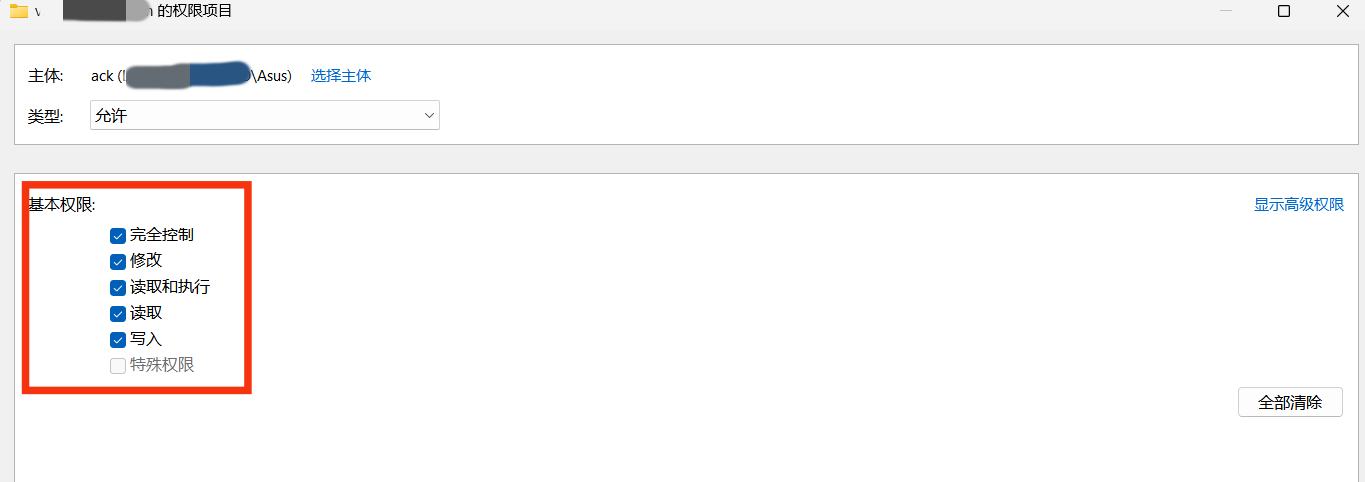 的权限项目
主体: ack ( \Asus) 选择主体
类型: 允许
基本权限: 显示高级权限
完全控制
修改
读取和执行
读取
写入
特殊权限
全部清除